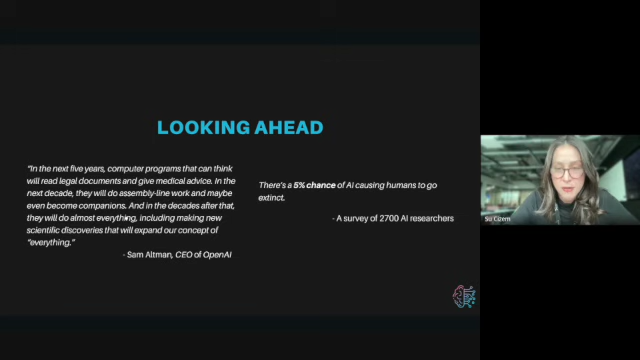 LOOKING AHEAD
"In the next five years, computer programs that can think
will read legal documents and give medical advice. In the
next decade, they will do assembly-line work and maybe
even become companions. And in the decades after that,
they will do almost everything, including making new
scientific discoveries that will expand our concept of
"everything."
- Sam Altman, CEO of OpenAI
There's a 5% chance of AI causing humans to go
extinct.
- A survey of 2700 AI researchers